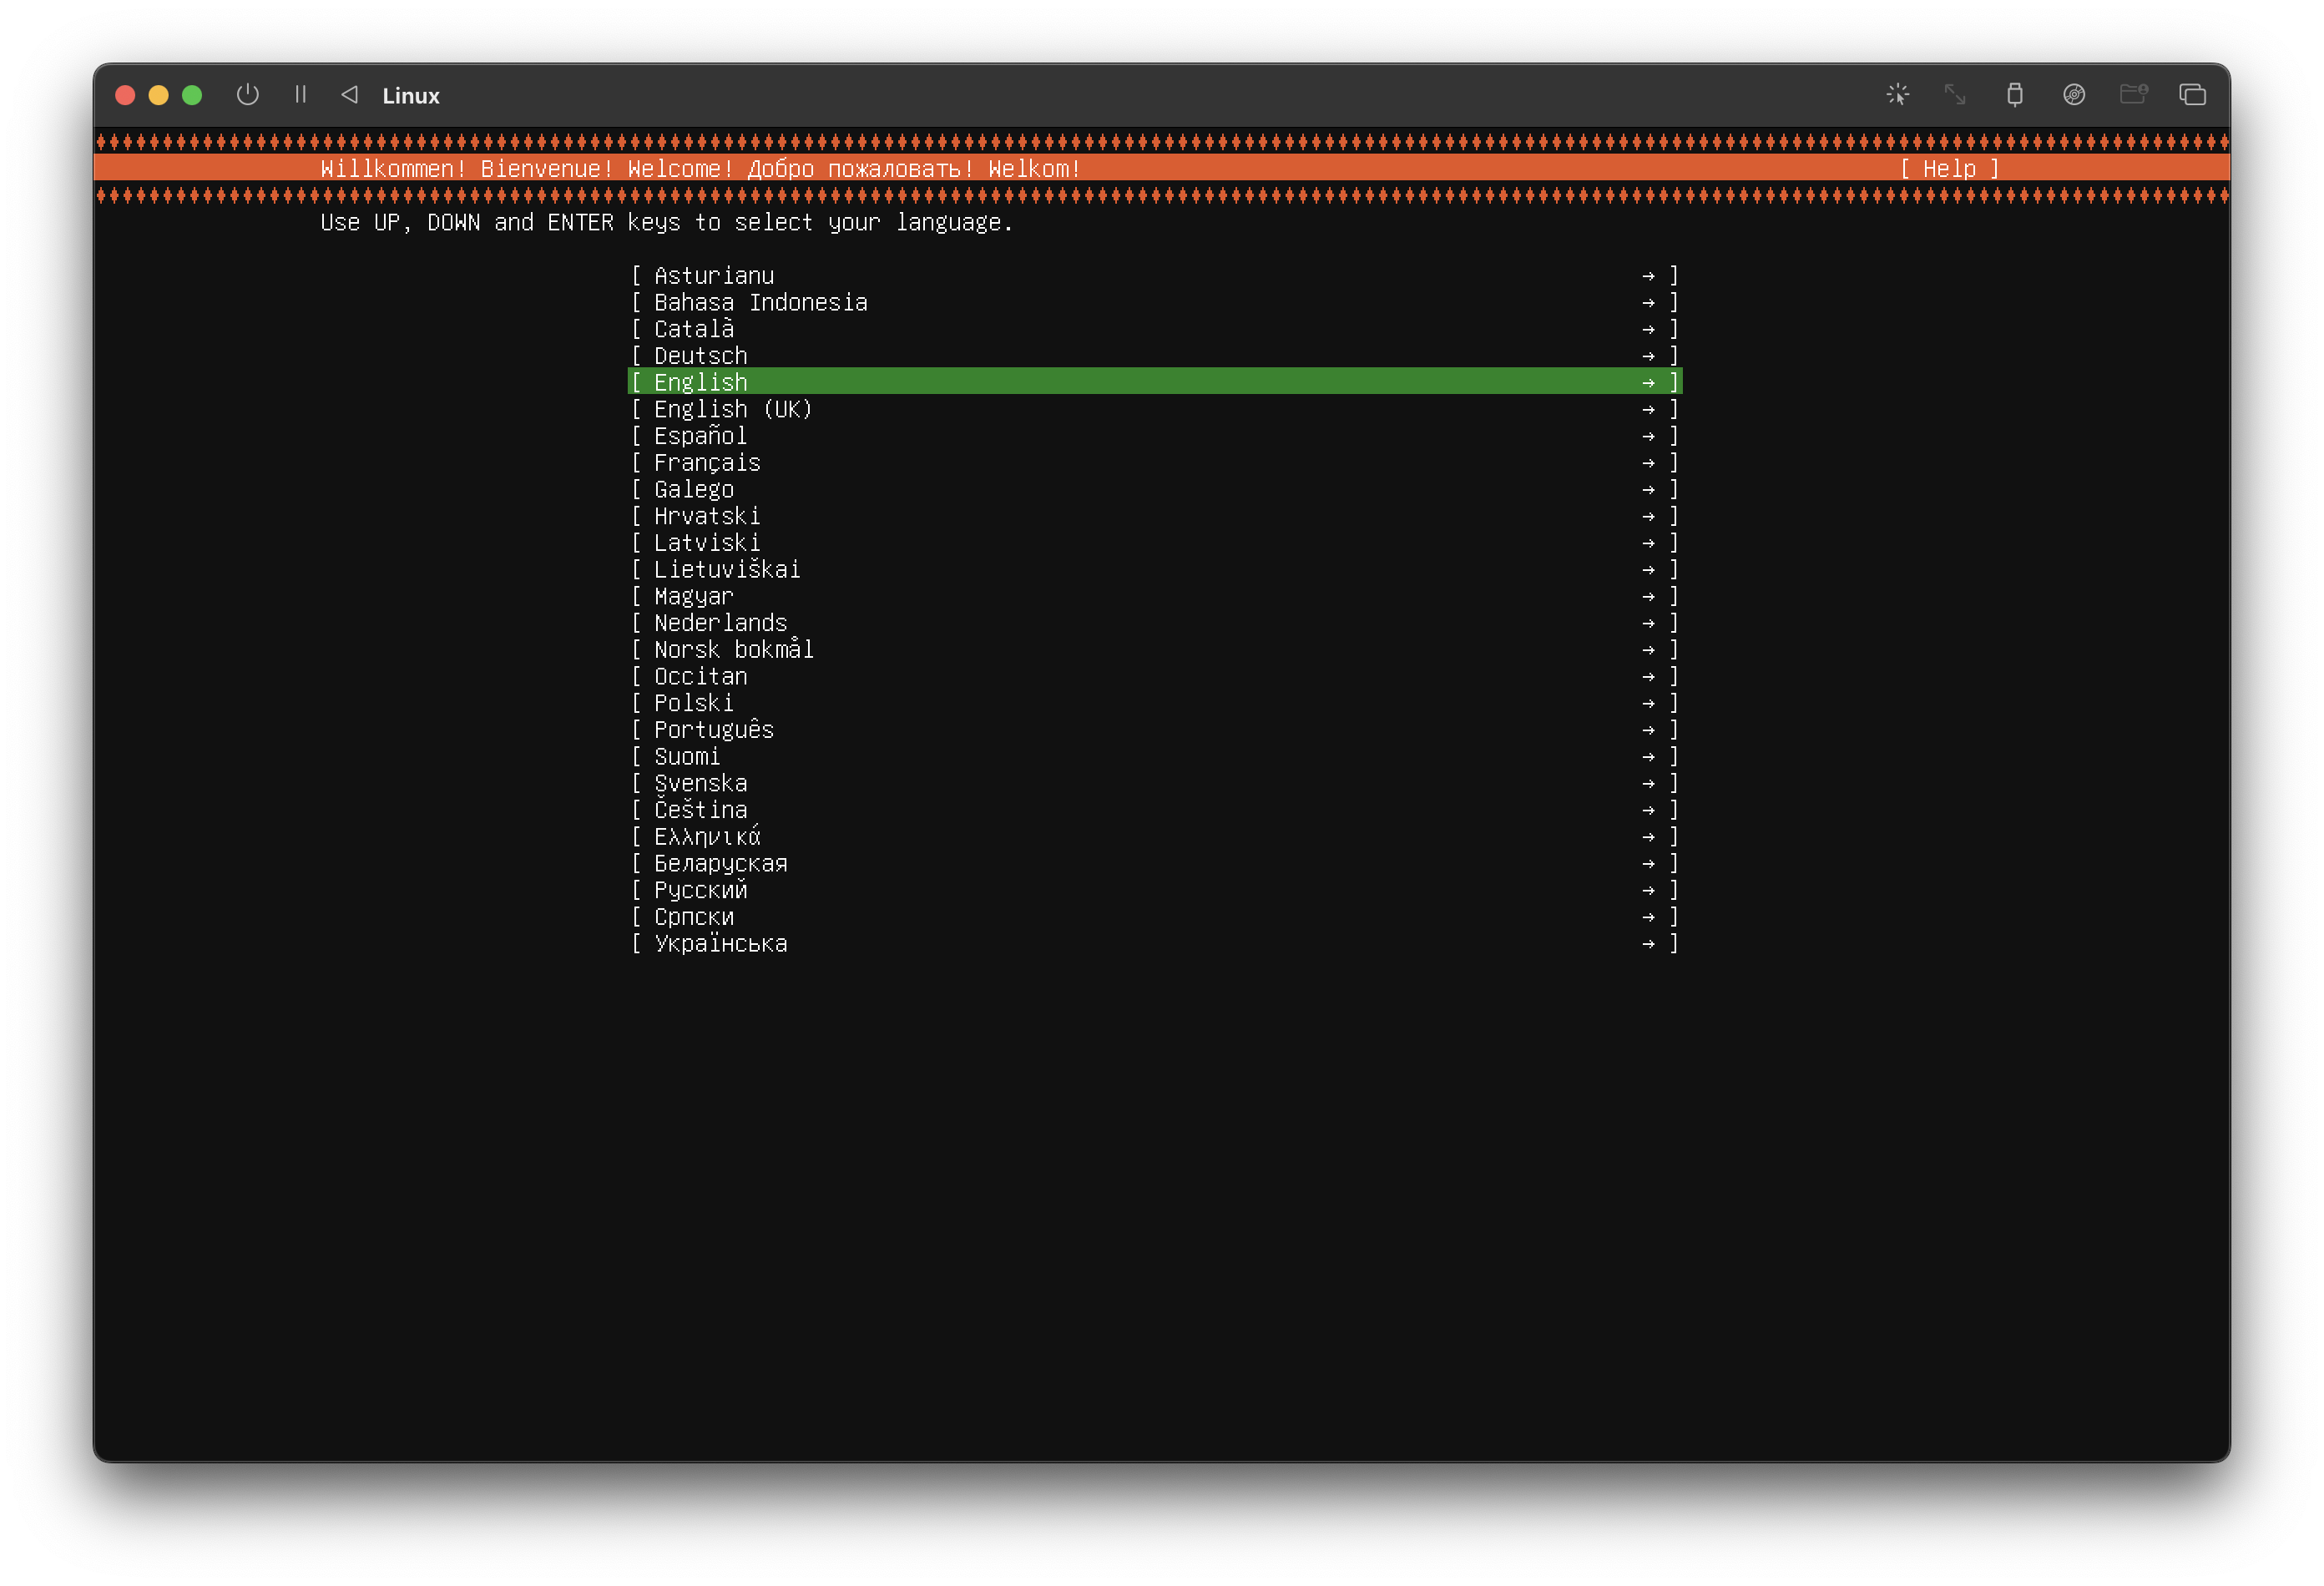 Linux
Willkommen! Bienvenue! Welcome! Добро пожаловать! Welkom! [ Help ]
Use UP, DOWN and ENTER keys to select your language.
[ Asturianu → ]
[ Bahasa Indonesia → ]
[ Català → ]
[ Deutsch → ]
[ English → ]
[ English (UK) → ]
[ Español → ]
[ Français → ]
[ Galego → ]
[ Hrvatski → ]
[ Latviski → ]
[ Lietuviškai → ]
[ Magyar → ]
[ Nederlands → ]
[ Norsk bokmål → ]
[ Occitan → ]
[ Polski → ]
[ Português → ]
[ Suomi → ]
[ Svenska → ]
[ Čeština → ]
[ Ελληνικά → ]
[ Беларуская → ]
[ Русский → ]
[ Српски → ]
[ Українська → ]